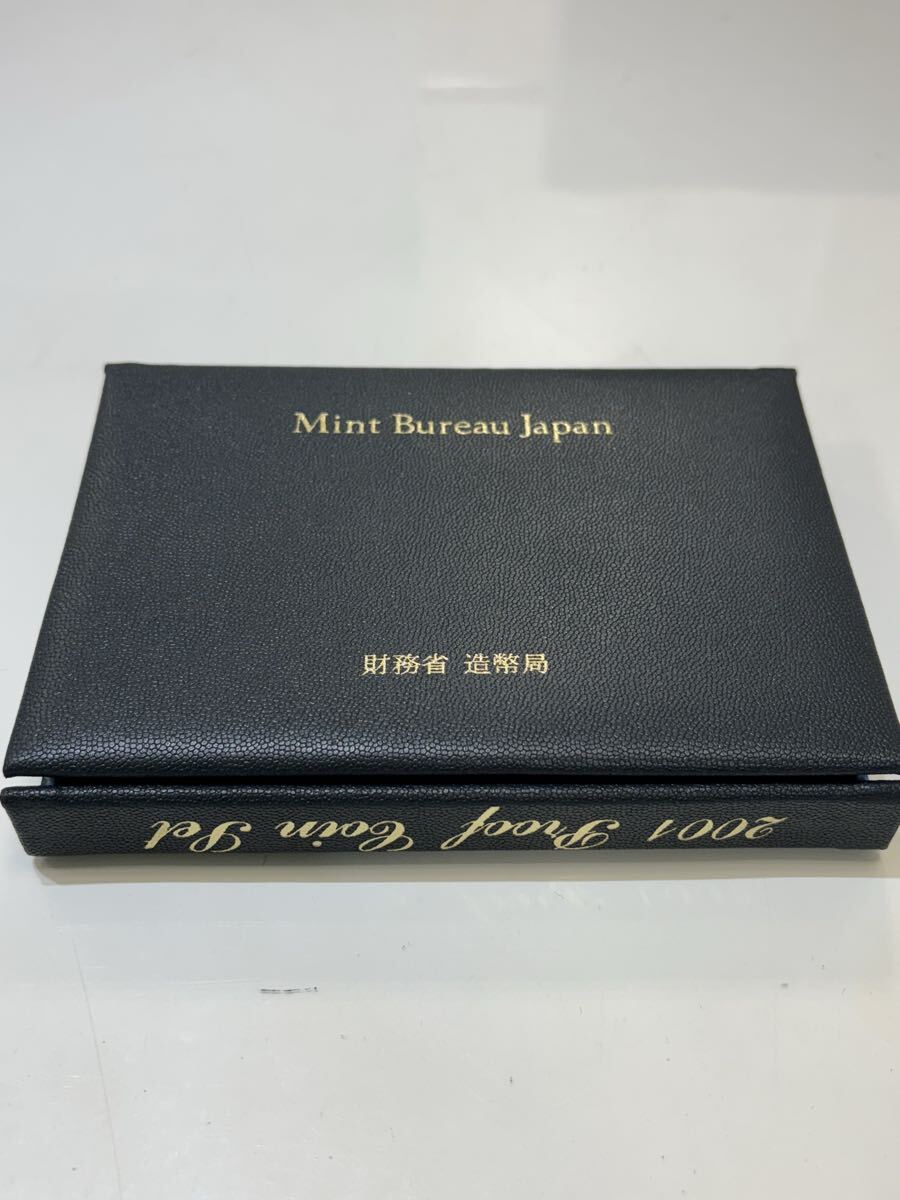 Mint Bureau Japan
財務省 造幣局
2001 Proof Coin Set